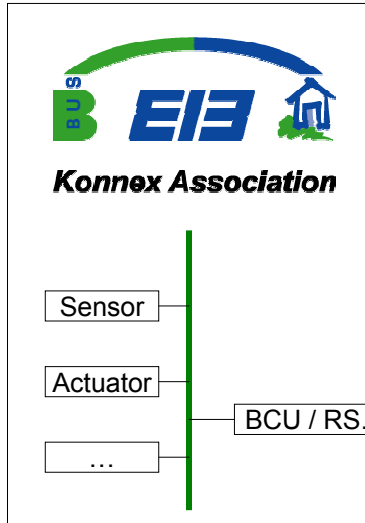 BUS
EIB
Konnex Association
Sensor
Actuator
BCU / RS.
...